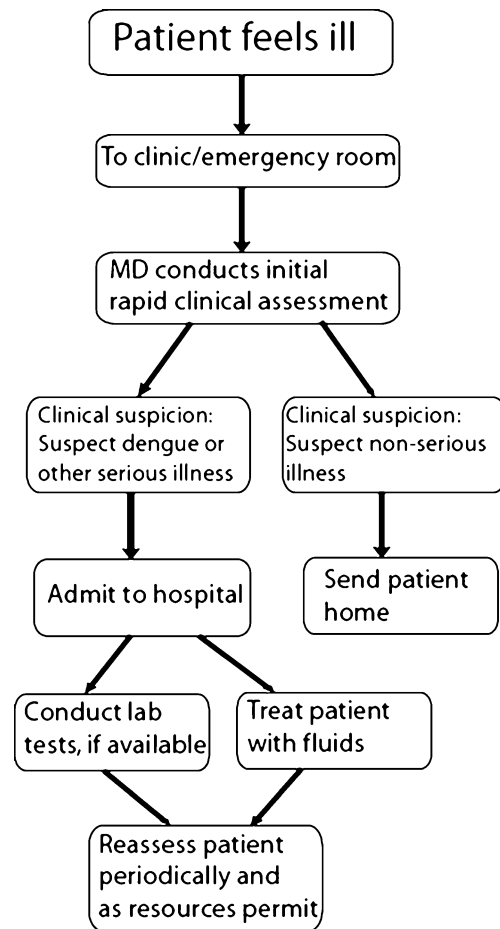 Patient feels ill
To clinic/emergency room
MD conducts initial
rapid clinical assessment
Clinical suspicion:
Suspect dengue or
other serious illness
Clinical suspicion:
Suspect non-serious
illness
Admit to hospital
Send patient
home
Conduct lab
tests, if available
Treat patient
with fluids
Reassess patient
periodically and
as resources permit